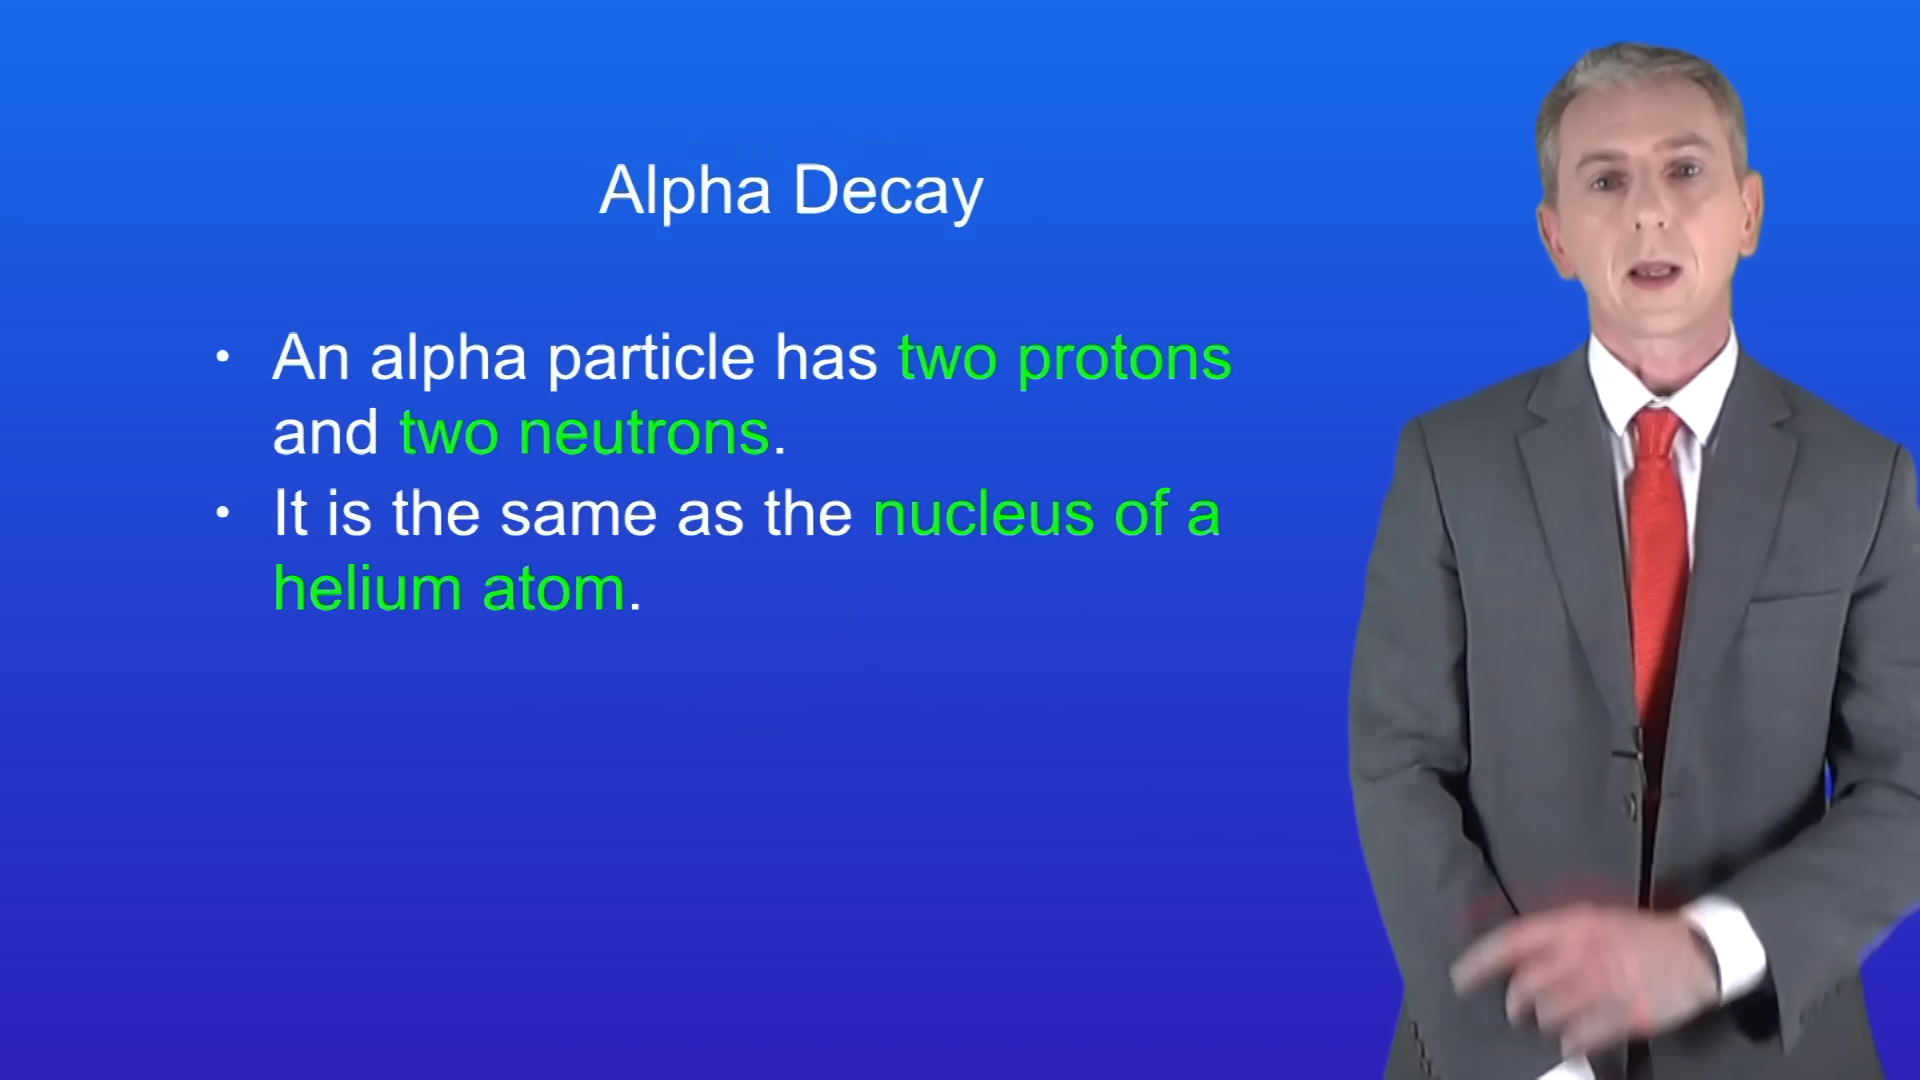 Alpha Decay
• An alpha particle has two protons
and two neutrons.
• It is the same as the nucleus of a
helium atom.